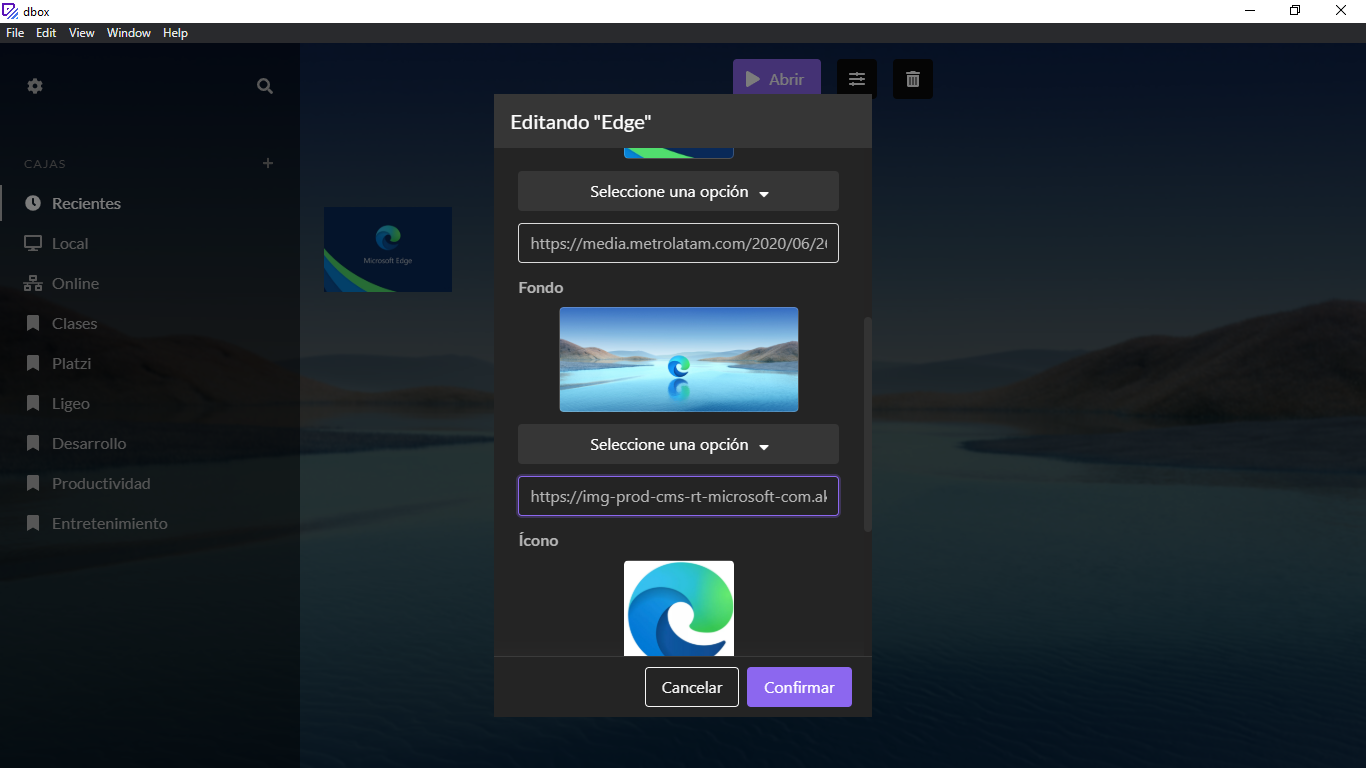 dbox
File Edit View Window Help
Abrir
CAJAS
Recientes
Local
Online
Clases
Platzi
Ligeo
Desarrollo
Productividad
Entretenimiento
Microsoft Edge
Editando "Edge"
Seleccione una opción
https://media.metrolatam.com/2020/06/2
Fondo
Seleccione una opción
https://img-prod-cms-rt-microsoft-com.a
Ícono
Cancelar Confirmar